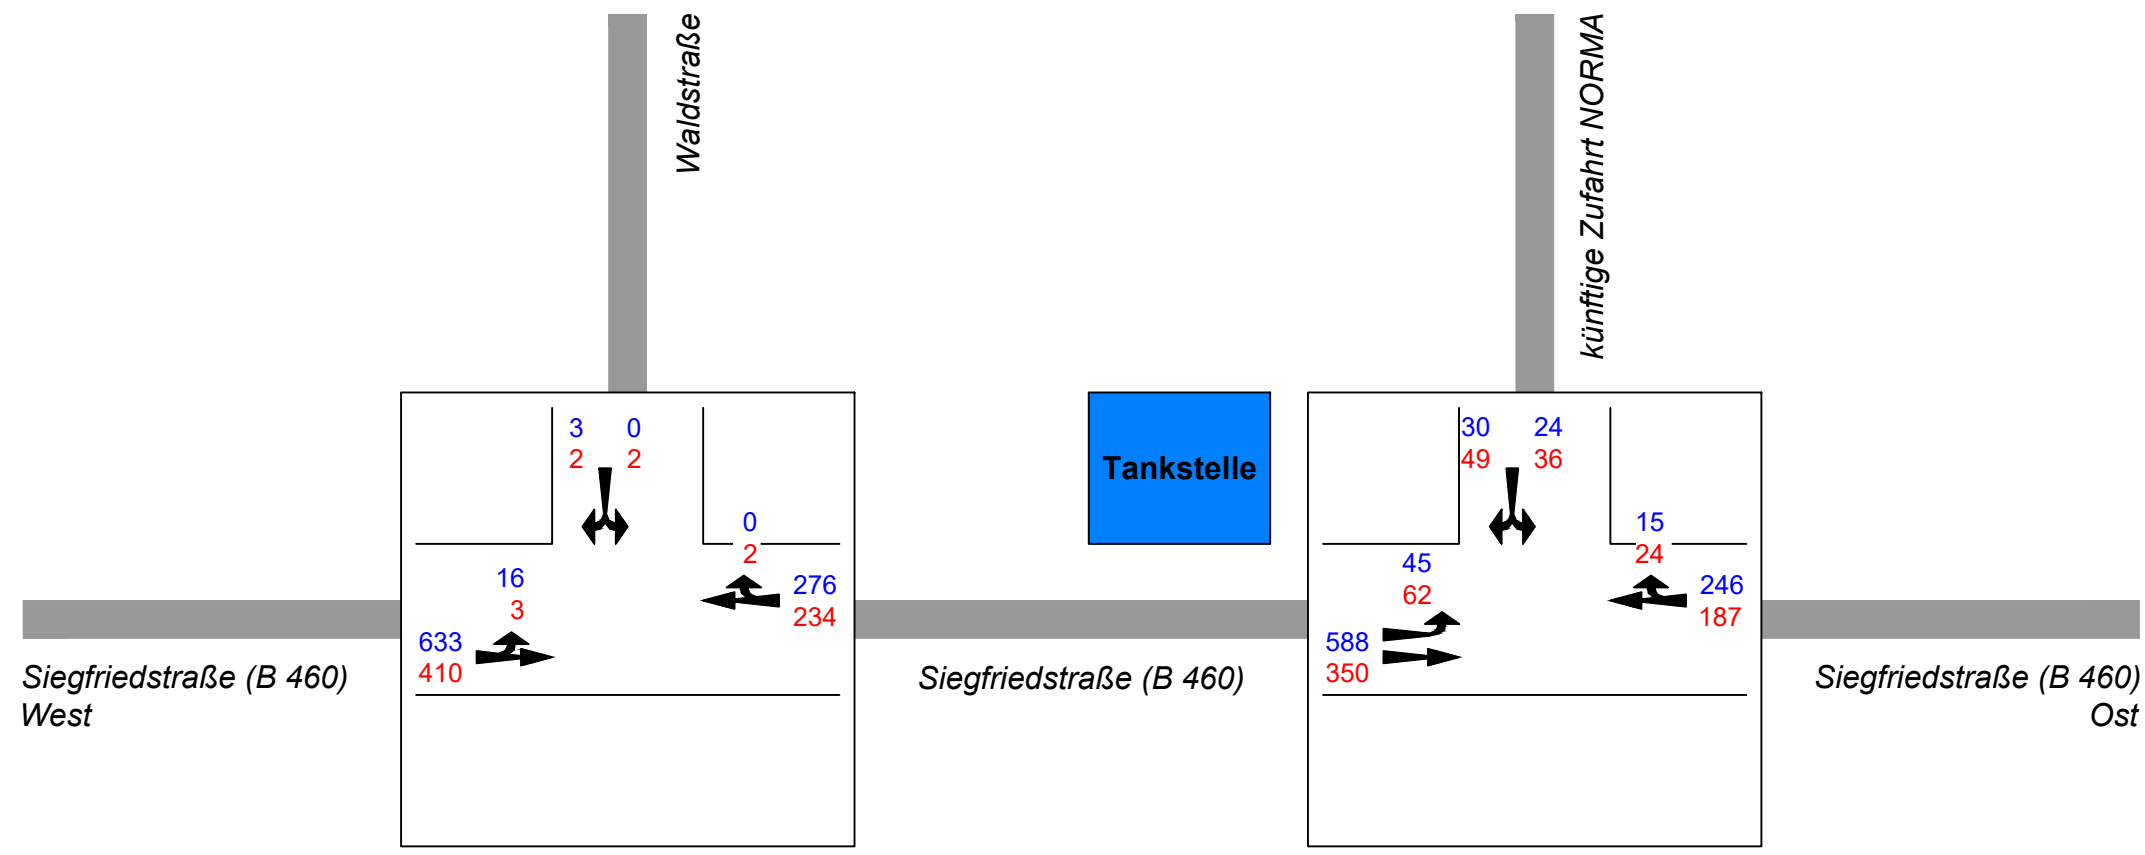 Waldstraße
künftige Zufahrt NORMA
3 0
2 2
0
2
16
3
276
234
633
410
Tankstelle
30 24
49 36
15
24
45
62
246
187
588
350
Siegfriedstraße (B 460)
West
Siegfriedstraße (B 460)
Siegfriedstraße (B 460)
Ost